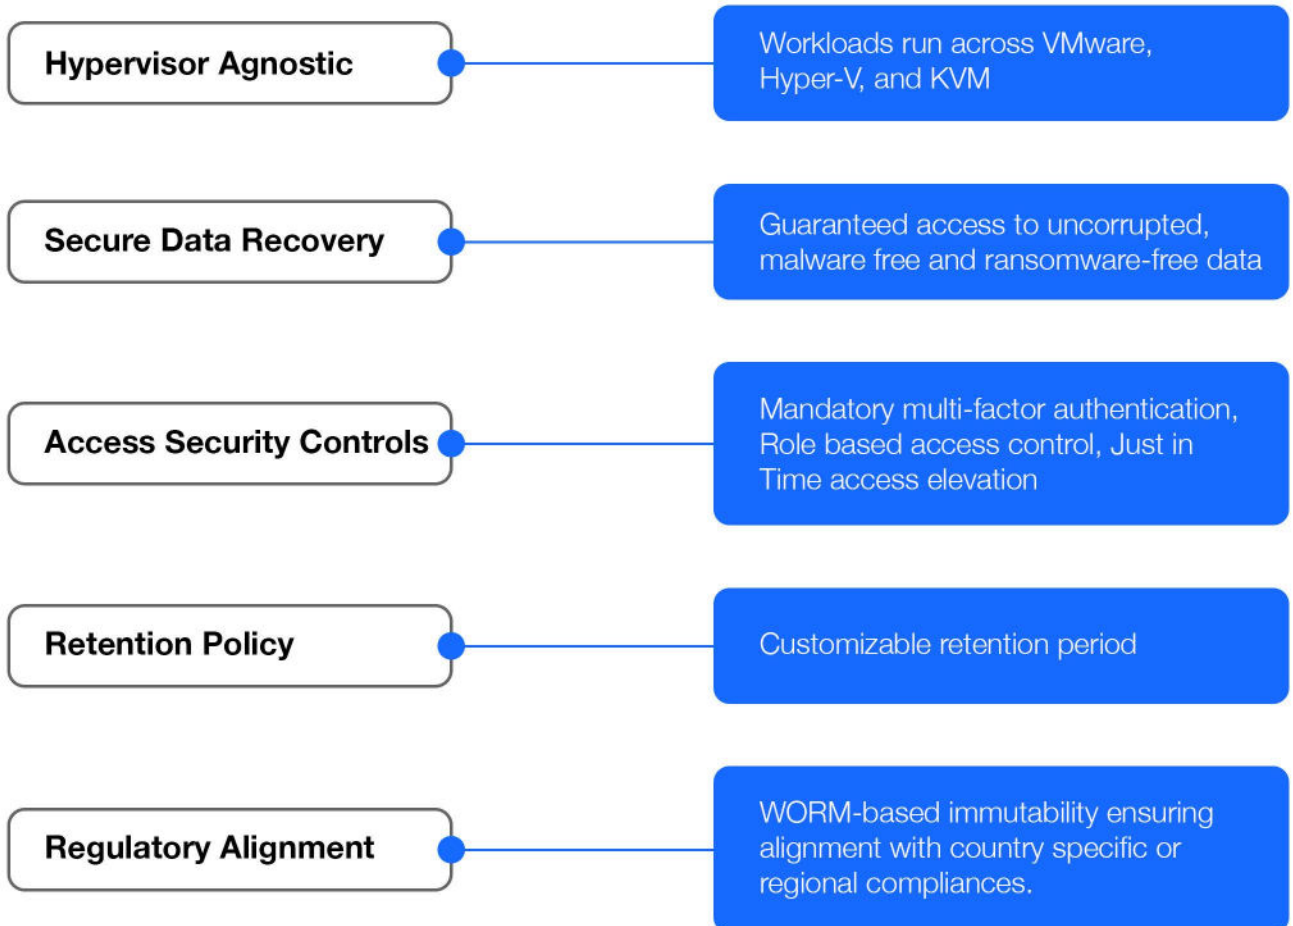 Hypervisor Agnostic
Workloads run across VMware,
Hyper-V, and KVM
Secure Data Recovery
Guaranteed access to uncorrupted,
malware free and ransomware-free data
Access Security Controls
Mandatory multi-factor authentication,
Role based access control, Just in
Time access elevation
Retention Policy
Customizable retention period
Regulatory Alignment
WORM-based immutability ensuring
alignment with country specific or
regional compliances.